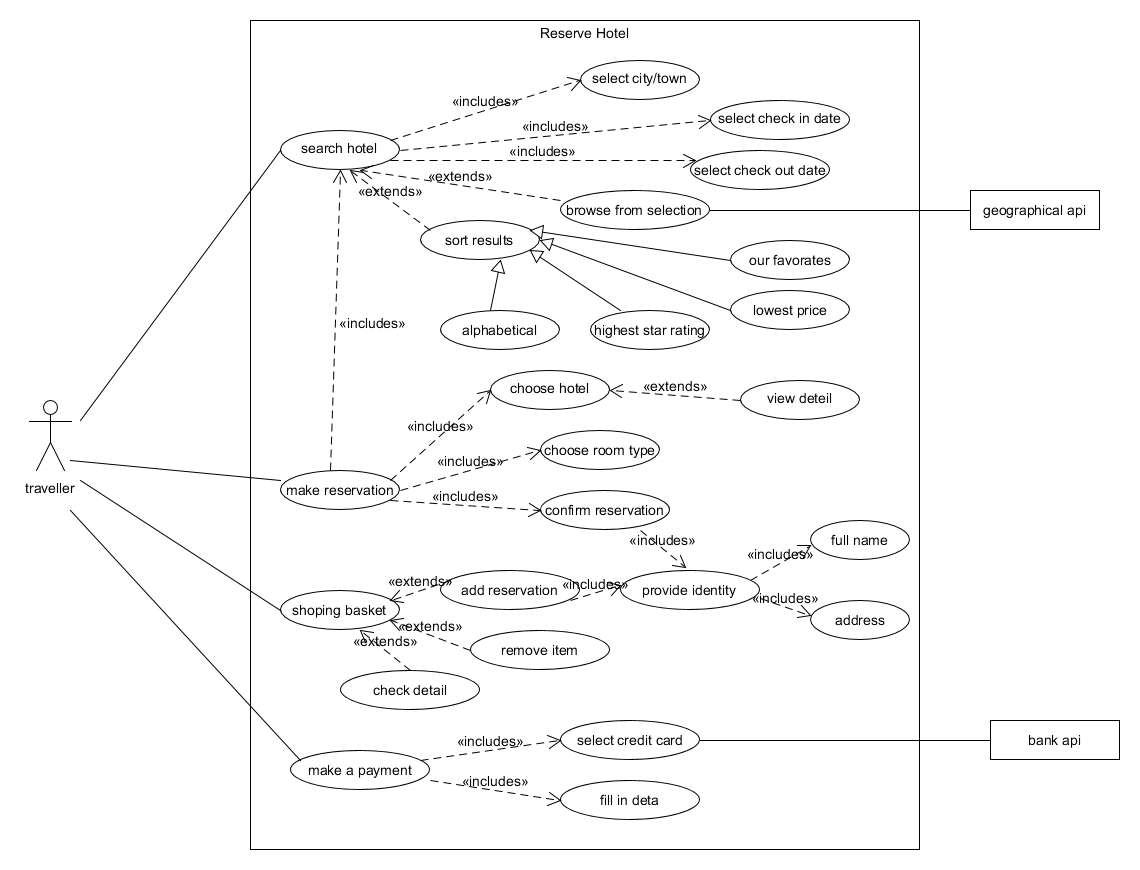 Reserve Hotel
select city/town
«includes»
select check in date
«includes»
search hotel
«includes»
select check out date
«extends»
«extends»
browse from selection
geographical api
sort results
our favorates
lowest price
«includes»
alphabetical
highest star rating
choose hotel
«extends»
view deteil
«includes»
choose room type
«includes»
traveller
make reservation
«includes»
confirm reservation
«includes»
full name
«includes»
«extends»
add reservation
«includes»
provide identity
«includes»
shoping basket
address
«extends»
«extends»
remove item
check detail
«includes»
select credit card
bank api
make a payment
«includes»
fill in deta